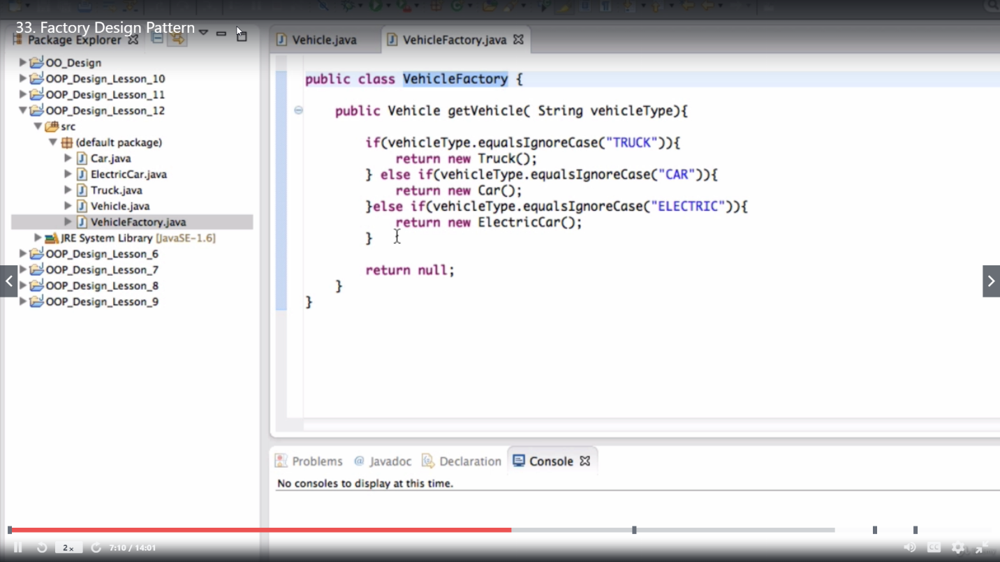 33. Factory Design Pattern
Package Explorer
OO_Design
OOP_Design_Lesson_10
OOP_Design_Lesson_11
OOP_Design_Lesson_12
src
(default package)
Car.java
ElectricCar.java
Truck.java
Vehicle.java
VehicleFactory.java
JRE System Library [JavaSE-1.6]
OOP_Design_Lesson_6
OOP_Design_Lesson_7
OOP_Design_Lesson_8
OOP_Design_Lesson_9
Vehicle.java VehicleFactory.java
public class VehicleFactory {
public Vehicle getVehicle( String vehicleType){
if(vehicleType.equalsIgnoreCase("TRUCK")){
return new Truck();
} else if(vehicleType.equalsIgnoreCase("CAR")){
return new Car();
}else if(vehicleType.equalsIgnoreCase("ELECTRIC")){
return new ElectricCar();
}
return null;
}
}
Problems @ Javadoc Declaration Console
No consoles to display at this time.
2x 7:10 / 14:01 CC